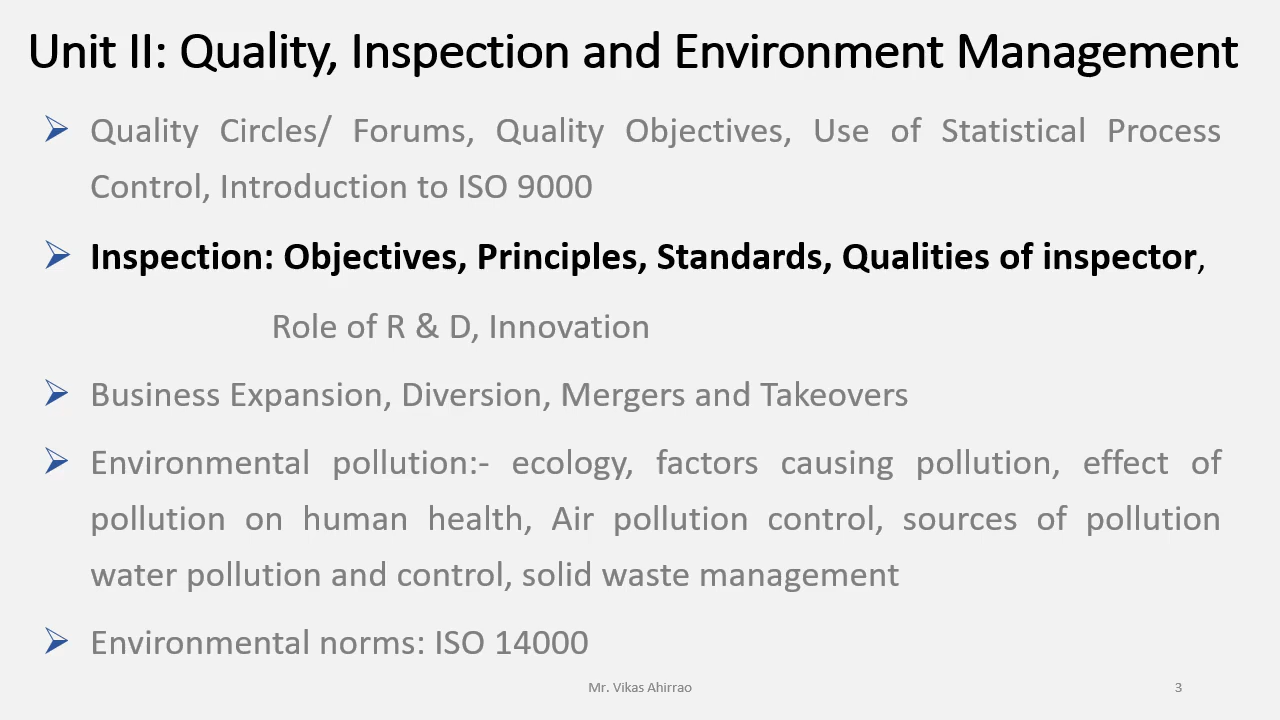 Unit II: Quality, Inspection and Environment Management
Quality Circles/ Forums, Quality Objectives, Use of Statistical Process
Control, Introduction to ISO 9000
Inspection: Objectives, Principles, Standards, Qualities of inspector,
Role of R & D, Innovation
Business Expansion, Diversion, Mergers and Takeovers
Environmental pollution:- ecology, factors causing pollution, effect of
pollution on human health, Air pollution control, sources of pollution
water pollution and control, solid waste management
Environmental norms: ISO 14000
Mr. Vikas Ahirrao
3